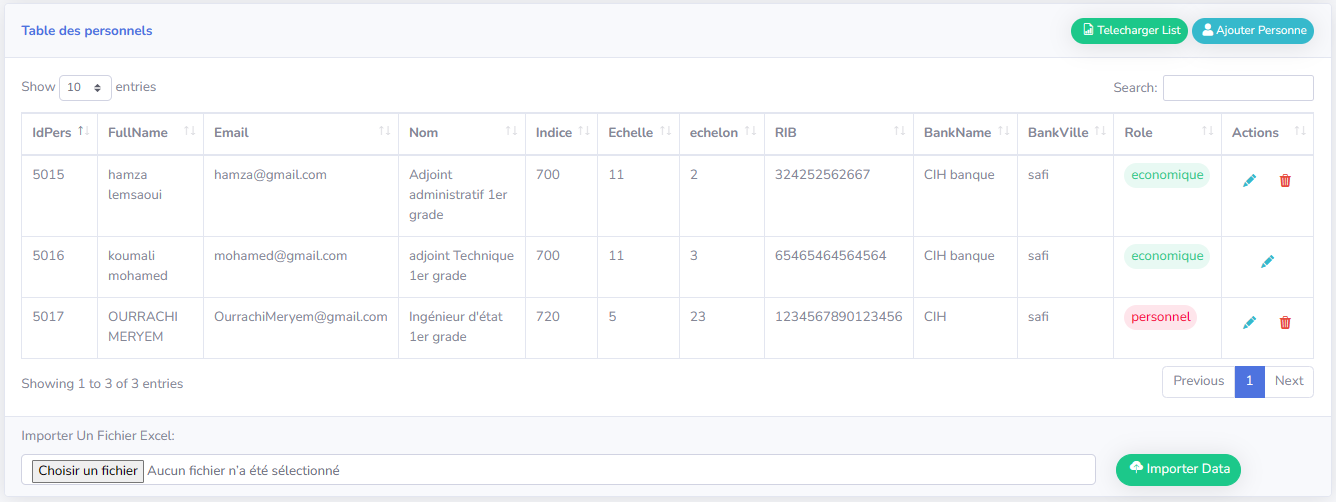 Table des personnels
Telecharger List
Ajouter Personne
Show 10 entries
Search:
IdPers FullName Email Nom Indice Echelle echelon RIB BankName BankVille Role Actions
5015 hamza hamza@gmail.com Adjoint 700 11 2 324252562667 CIH banque safi economique
lemsaoui administratif 1er
grade
5016 koumali mohamed@gmail.com adjoint Technique 700 11 3 65465464564564 CIH banque safi economique
mohamed 1er grade
5017 OURRACHI OurrachiMeryem@gmail.com Ingénieur d'état 720 5 23 1234567890123456 CIH safi personnel
MERYEM 1er grade
Showing 1 to 3 of 3 entries
Previous 1 Next
Importer Un Fichier Excel:
Choisir un fichier Aucun fichier n'a été sélectionné
Importer Data